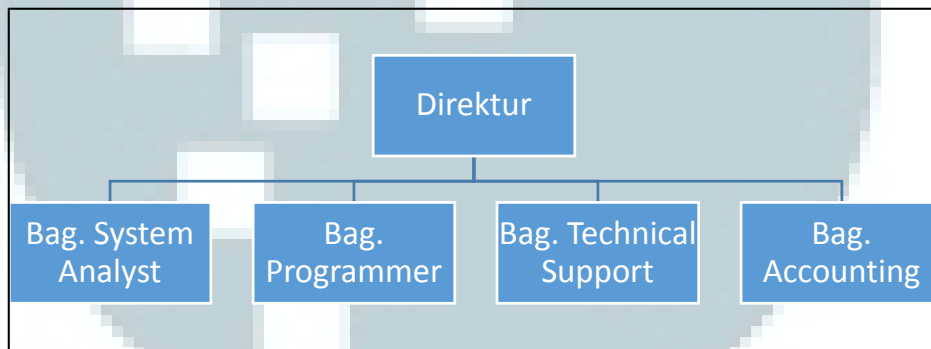 Direktur
Bag. System
Analyst
Bag.
Programmer
Bag. Technical
Support
Bag.
Accounting